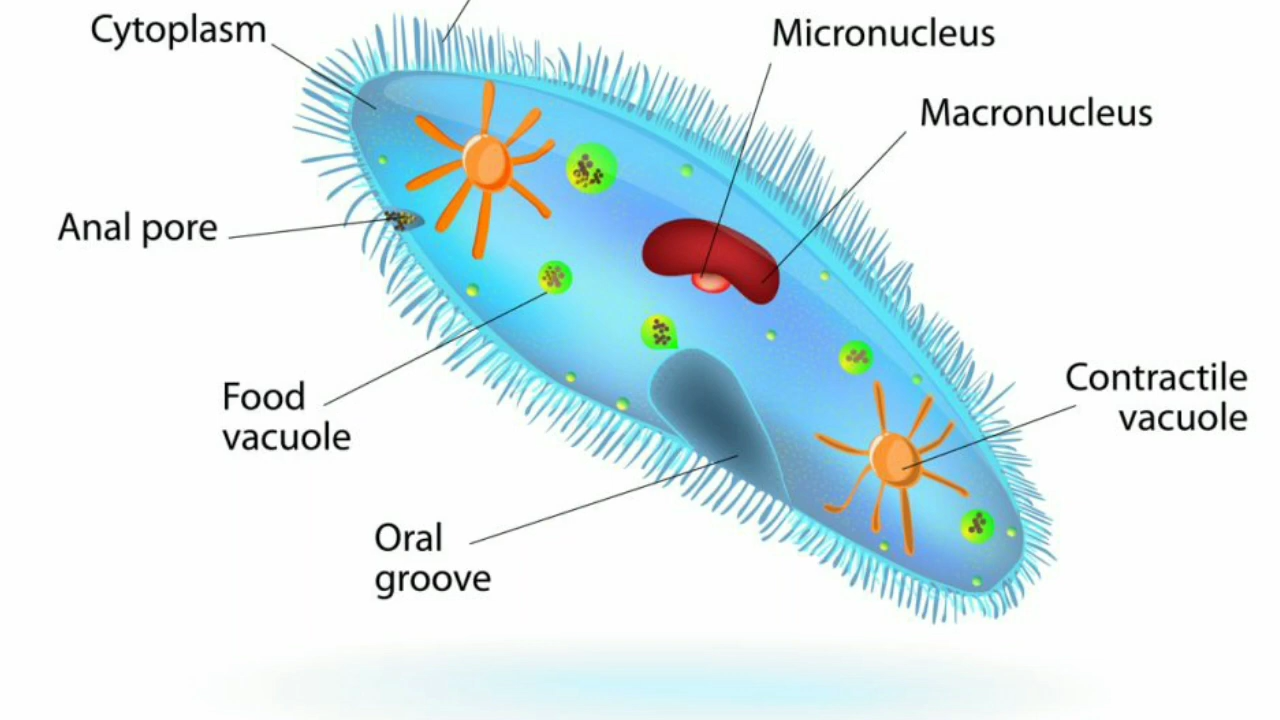 Cytoplasm
Micronucleus
Macronucleus
Anal pore
Food
vacuole
Contractile
vacuole
Oral
groove